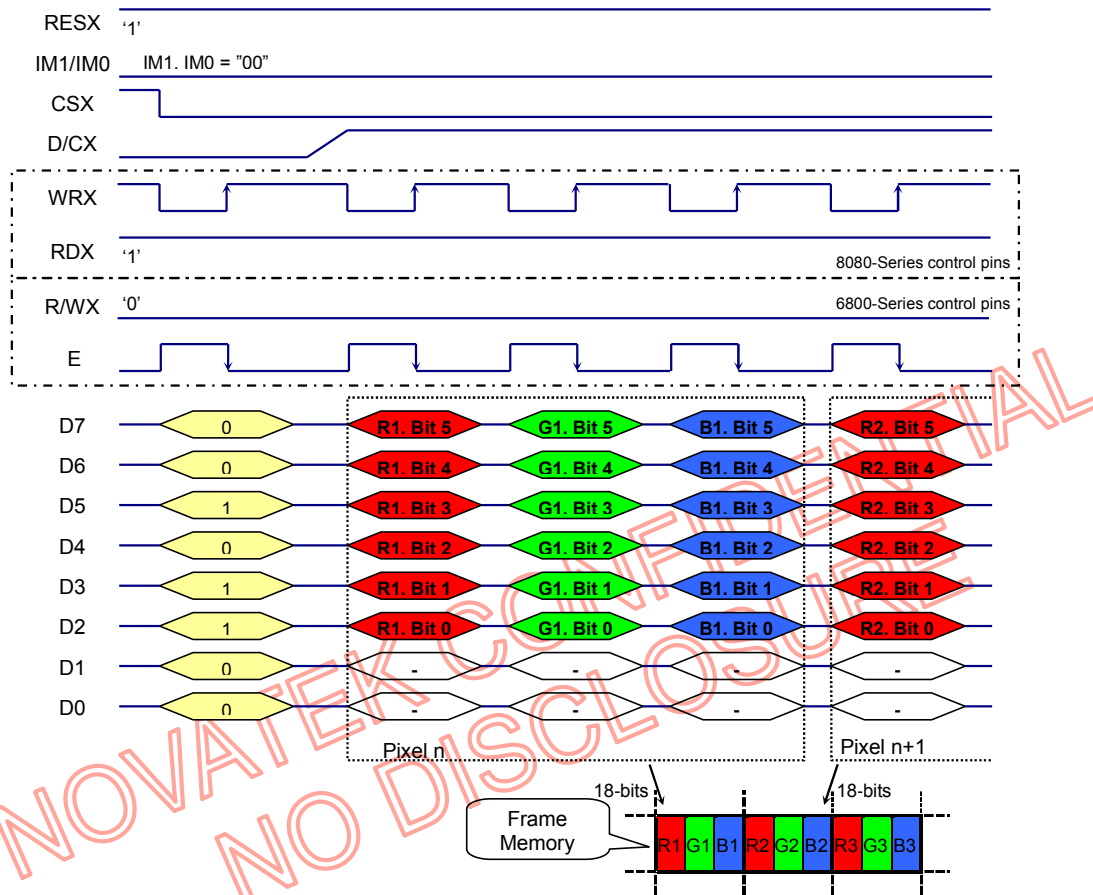 RESX
‘1’
IM1/IM0 IM1. IM0 = ”00”
CSX
D/CX
WRX
RDX ‘1’
8080-Series control pins
R/WX ‘0’ 6800-Series control pins
E
D7 0 R1. Bit 5 G1. Bit 5 B1. Bit 5 R2. Bit 5
D6 0 R1. Bit 4 G1. Bit 4 B1. Bit 4 R2. Bit 4
D5 1 R1. Bit 3 G1. Bit 3 B1. Bit 3 R2. Bit 3
D4 0 R1. Bit 2 G1. Bit 2 B1. Bit 2 R2. Bit 2
D3 1 R1. Bit 1 G1. Bit 1 B1. Bit 1 R2. Bit 1
D2 1 R1. Bit 0 G1. Bit 0 B1. Bit 0 R2. Bit 0
D1 0 - - - -
D0 0 - - - -
Pixel n Pixel n+1
18-bits 18-bits
Frame
Memory
R1 G1 B1 R2 G2 B2 R3 G3 B3
NOVATEK CONFIDENTIAL
NO DISCLOSURE